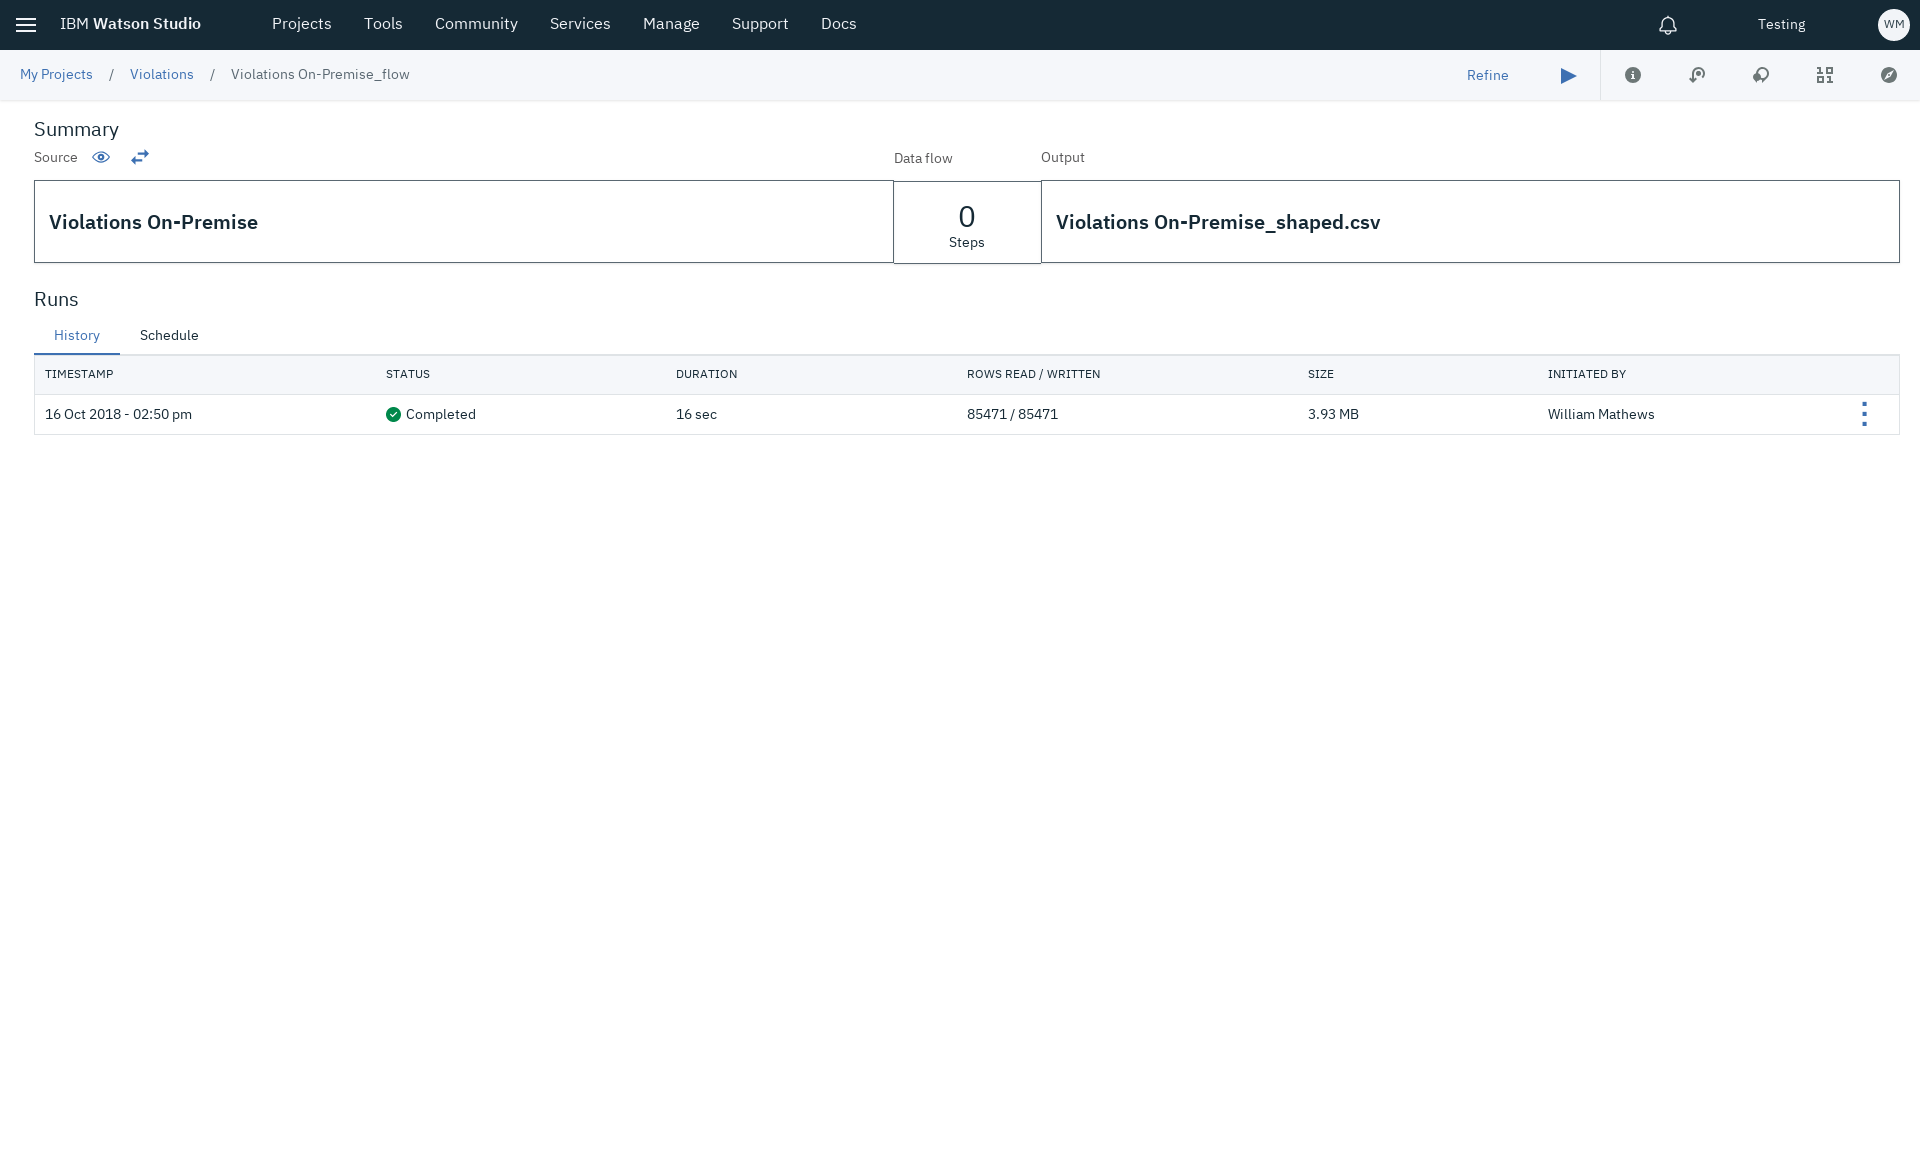 IBM Watson Studio Projects Tools Community Services Manage Support Docs Testing WM
My Projects / Violations / Violations On-Premise_flow Refine
Summary
Source Data flow Output
Violations On-Premise 0 Steps Violations On-Premise_shaped.csv
Runs
History Schedule
TIMESTAMP STATUS DURATION ROWS READ / WRITTEN SIZE INITIATED BY
16 Oct 2018 - 02:50 pm Completed 16 sec 85471 / 85471 3.93 MB William Mathews